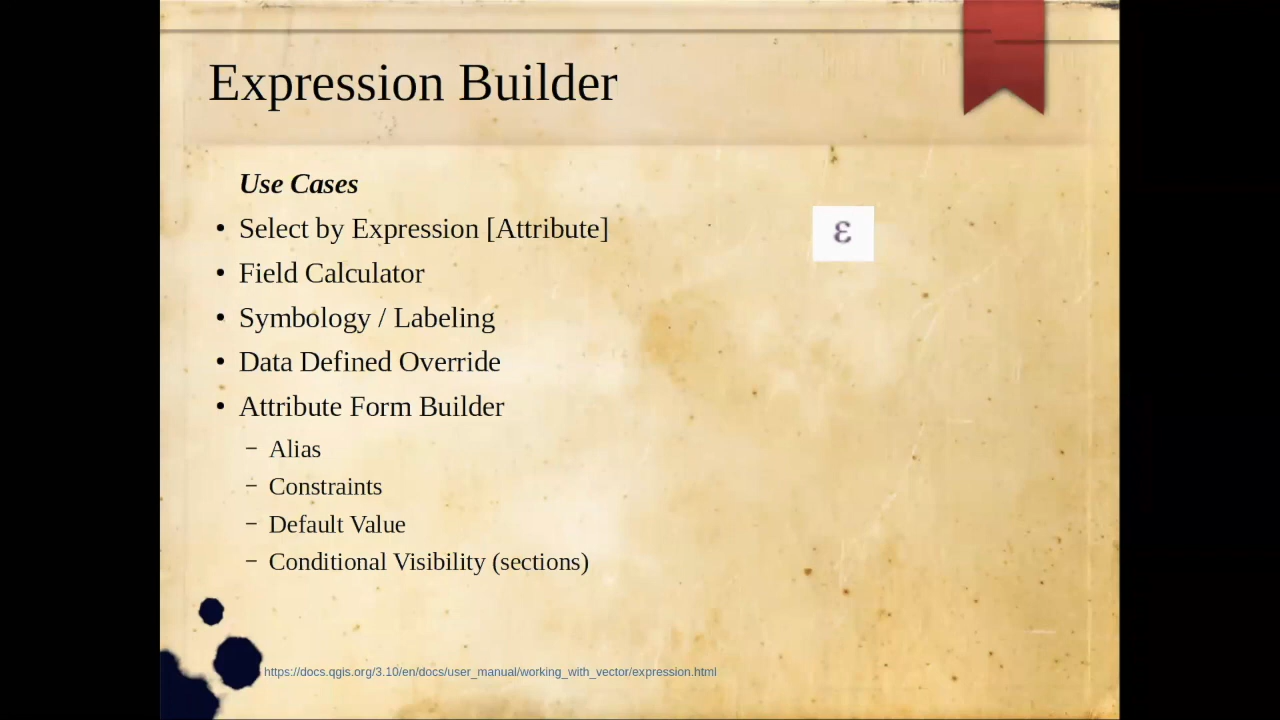 Expression Builder
Use Cases
• Select by Expression [Attribute]
ε
• Field Calculator
• Symbology / Labeling
• Data Defined Override
• Attribute Form Builder
– Alias
– Constraints
– Default Value
– Conditional Visibility (sections)
https://docs.qgis.org/3.10/en/docs/user_manual/working_with_vector/expression.html